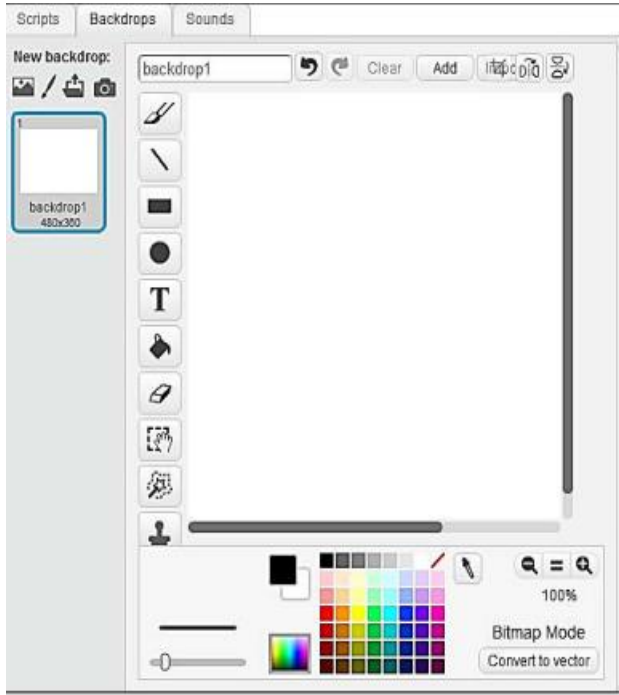 Scripts Backdrops Sounds
New backdrop:
backdrop1 Clear Add
1
backdrop1
480x360
T
100%
Bitmap Mode
Convert to vector